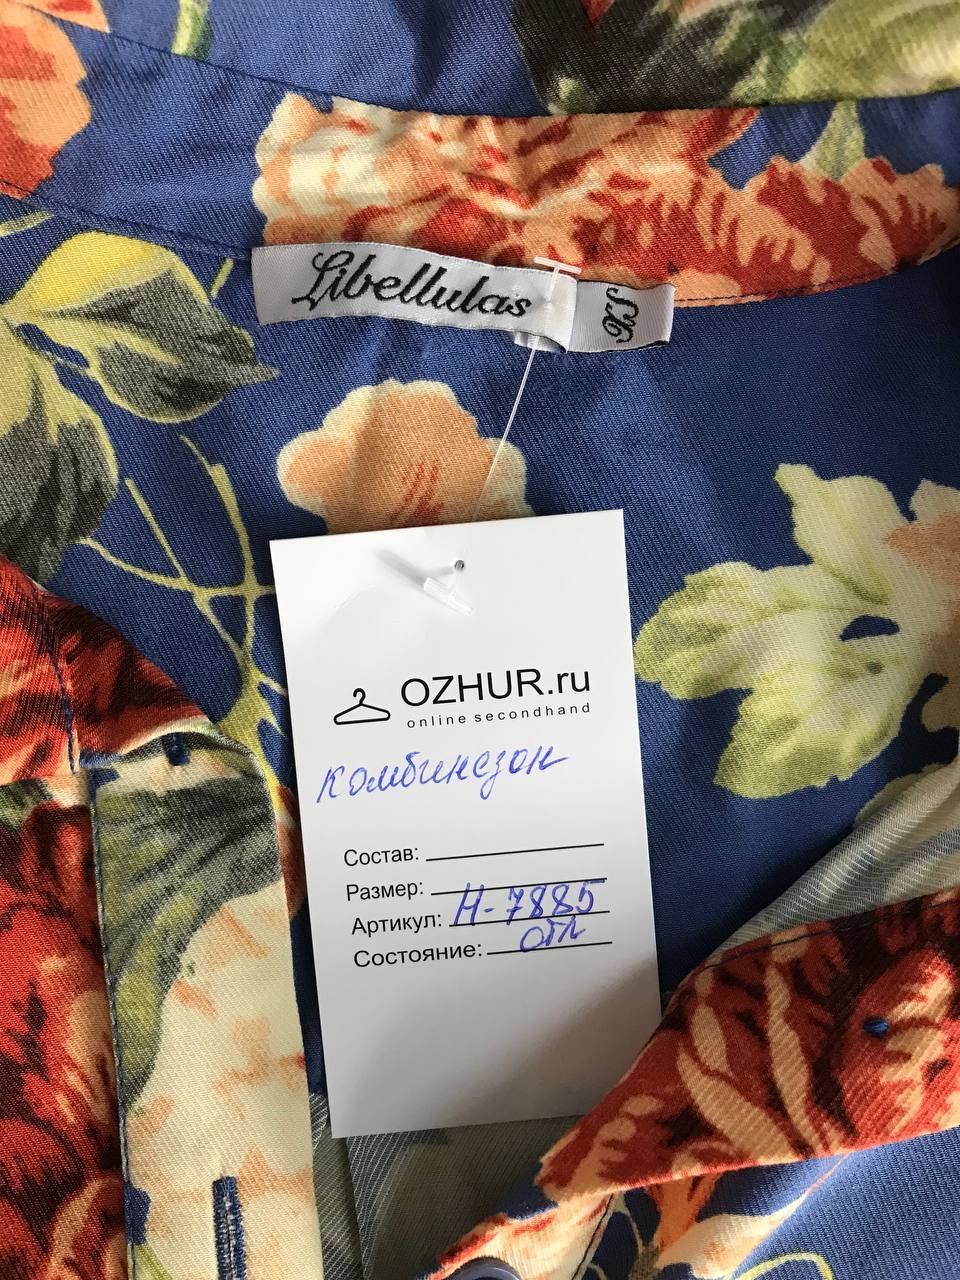 Libellulas
XS
OZHUR.ru
online secondhand
комбинезон
Состав:
Размер:
Артикул: Н-7885
Состояние: отл